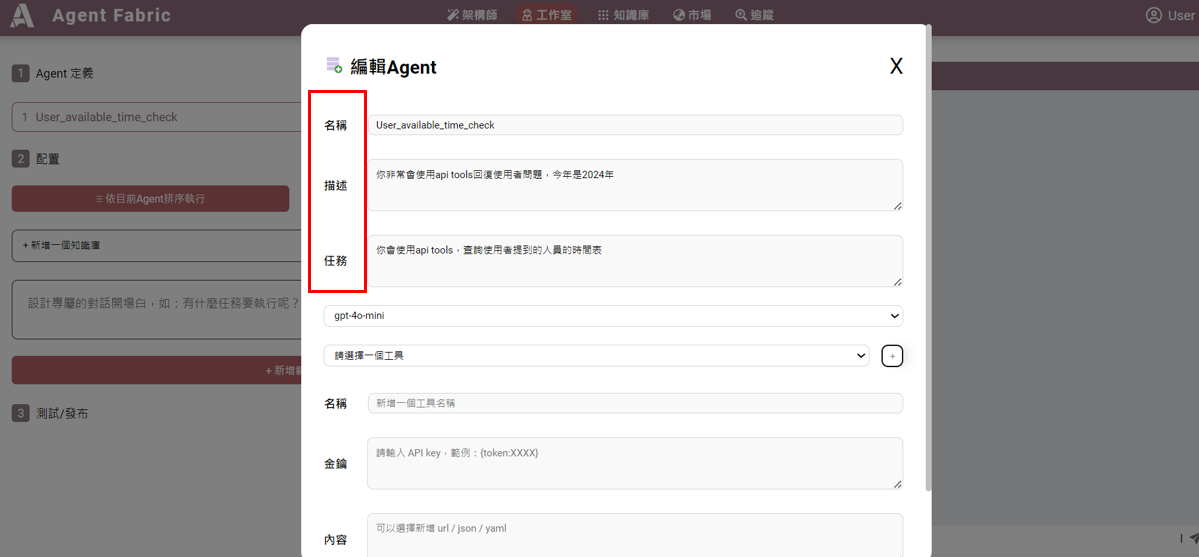 Agent Fabric
架構師
工作室
知識庫
市場
追蹤
User
1 Agent 定義
1 User_available_time_check
2 配置
依目前Agent排序執行
+ 新增一個知識庫
設計專屬的對話開場白，如：有什麼任務要執行呢？
+ 新增
3 測試/發布
編輯Agent
X
名稱
User_available_time_check
描述
你非常會使用api tools回復使用者問題，今年是2024年
任務
你會使用api tools，查詢使用者提到的人員的時間表
gpt-4o-mini
請選擇一個工具
+
名稱
新增一個工具名稱
金鑰
請輸入 API key，範例：{token:XXXX}
內容
可以選擇新增 url / json / yaml